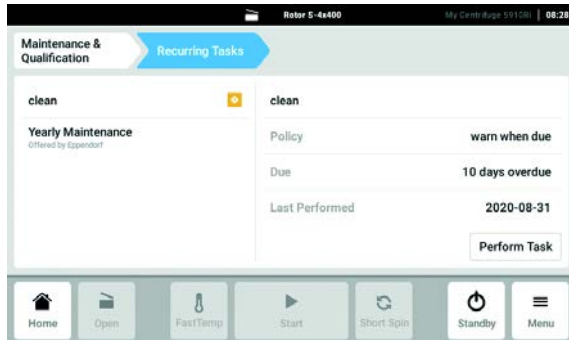 Rotor S-4x400
My Centrifuge 5910Ri | 08:28
Maintenance &
Qualification
Recurring Tasks
clean
Yearly Maintenance
Offered by Eppendorf
clean
Policy
warn when due
Due
10 days overdue
Last Performed
2020-08-31
Perform Task
Home
Open
FastTemp
Start
Short Spin
Standby
Menu